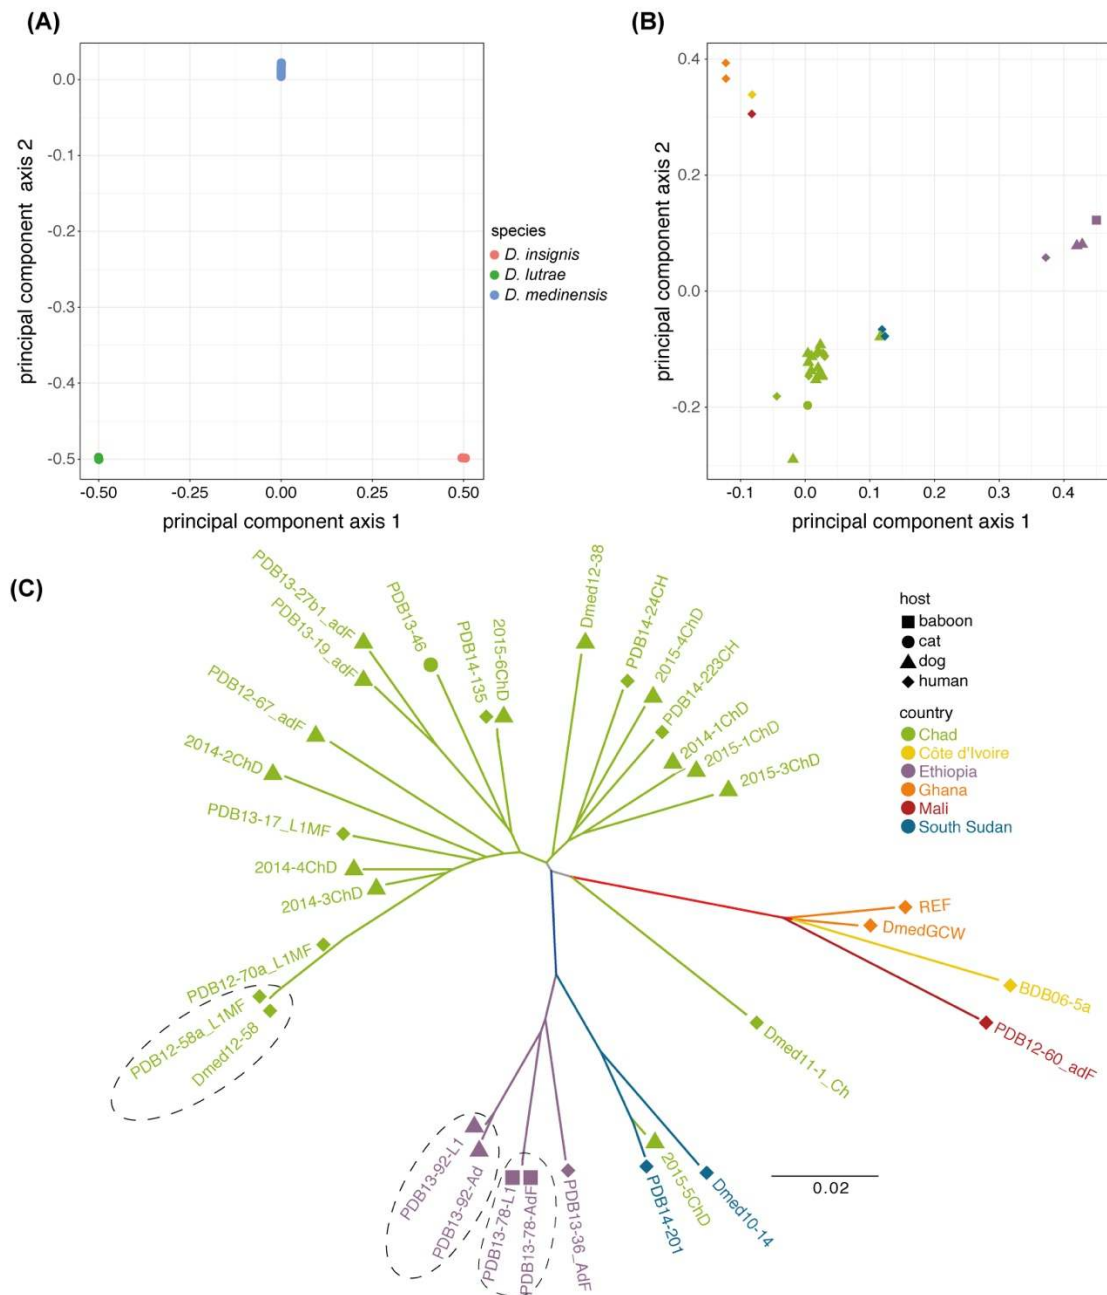 (A)
0.0
-0.1
-0.2
-0.3
-0.4
-0.5
principal component axis 2
-0.50
-0.25
0.00
0.25
0.50
principal component axis 1
species
D. insignis
D. lutrae
D. medinensis
(B)
0.4
0.2
0.0
-0.2
principal component axis 2
-0.1
0.0
0.1
0.2
0.3
0.4
principal component axis 1
(C)
PDB13-27b1_adF
PDB13-19_adF
PDB13-46
PDB14-135
2015-6ChD
Dmed12-38
PDB14-24CH
2015-4ChD
PDB14-223CH
2014-1ChD
2015-1ChD
2015-3ChD
PDB12-67_adF
2014-2ChD
PDB13-17_L1MF
2014-4ChD
2014-3ChD
PDB12-70a_L1MF
PDB12-58a_L1MF
Dmed12-58
host
baboon
cat
dog
human
country
Chad
Côte d'Ivoire
Ethiopia
Ghana
Mali
South Sudan
REF
DmedGCW
BDB06-5a
PDB12-60_adF
Dmed11-1_Ch
PDB13-92-L1
PDB13-92-Ad
PDB13-78-L1
PDB13-78-AdF
PDB13-36_AdF
PDB14-201
2015-5ChD
Dmed10-14
0.02